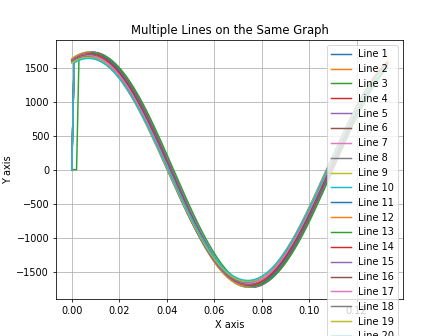 Multiple Lines on the Same Graph
Y axis
1500
1000
500
0
−500
−1000
−1500
0.00
0.02
0.04
0.06
0.08
0.10
X axis
Line 1
Line 2
Line 3
Line 4
Line 5
Line 6
Line 7
Line 8
Line 9
Line 10
Line 11
Line 12
Line 13
Line 14
Line 15
Line 16
Line 17
Line 18
Line 19
Line 20